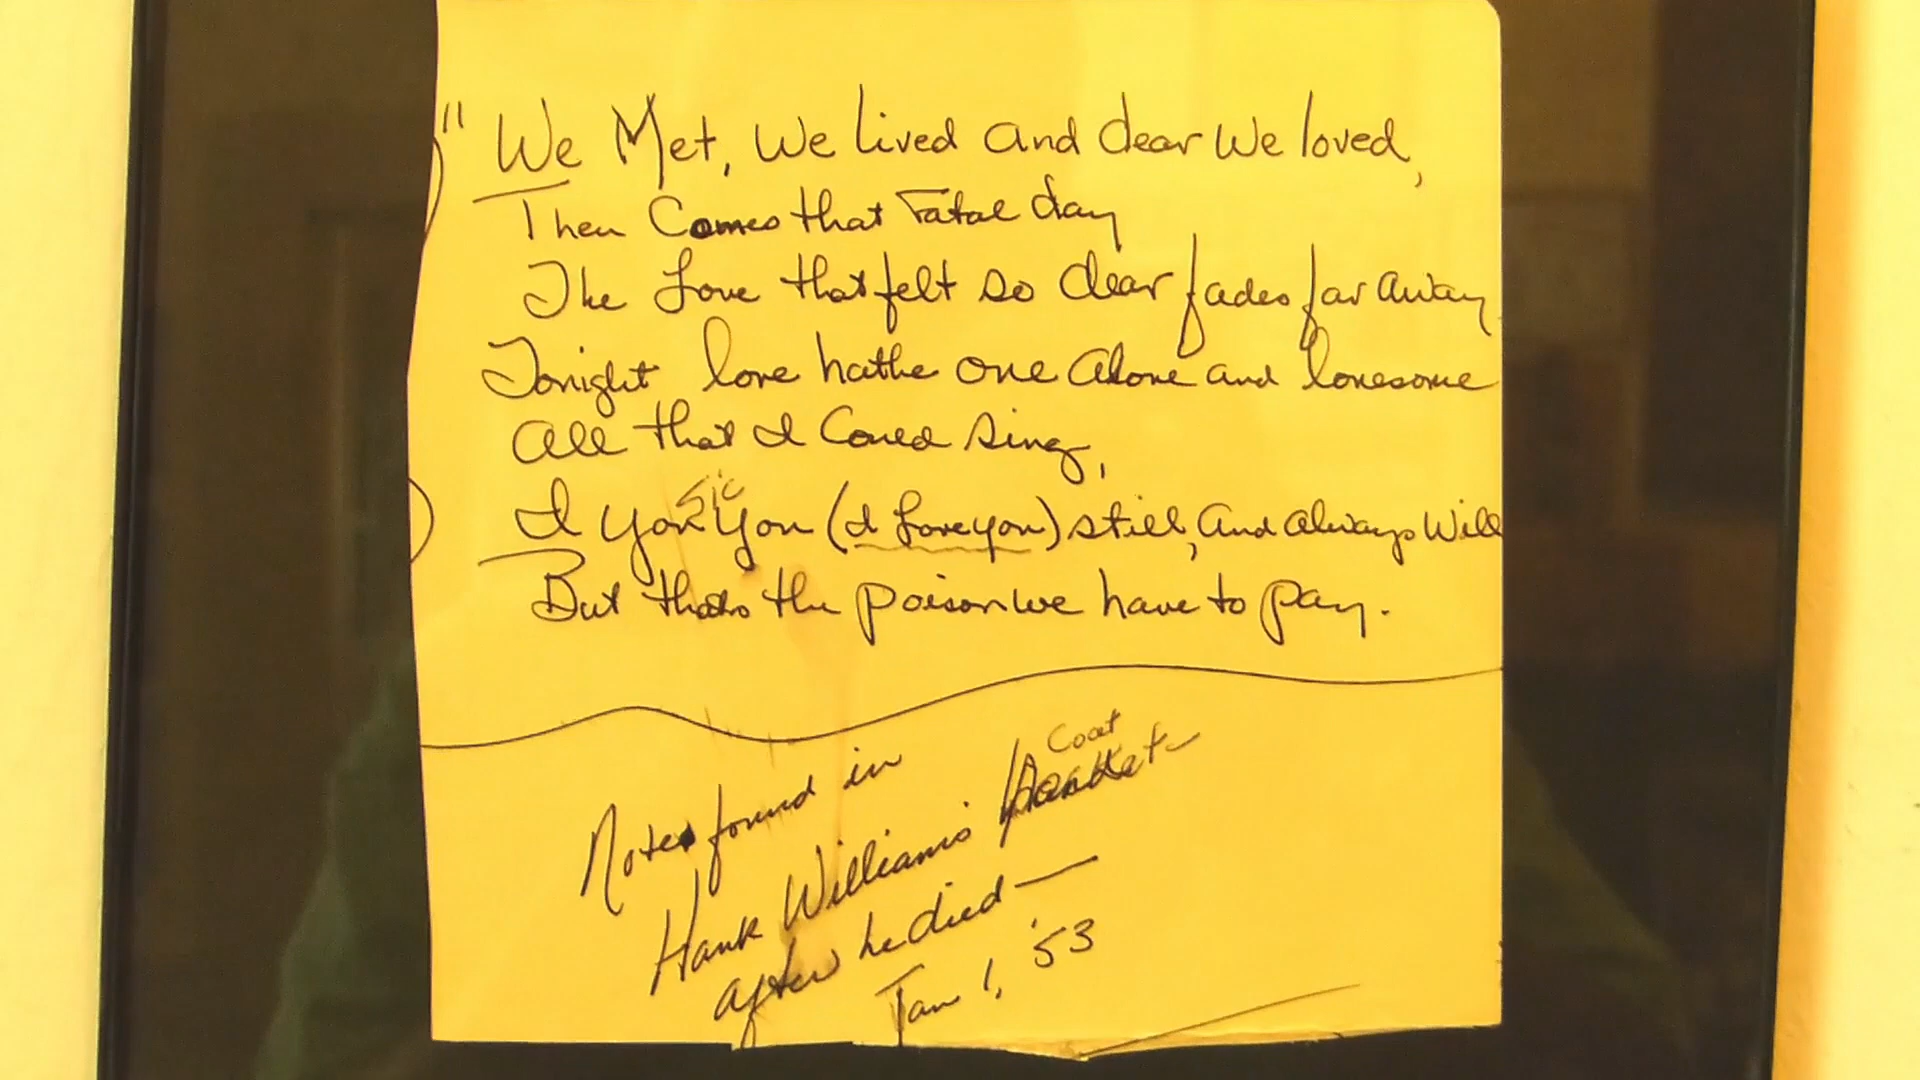 "We Met, We lived and dear We loved,
Then Comes that Fatal day
The Love that felt so dear fades far away
Tonight love hathe one alone and lonesome
All that I Could sing,
sic
I you You (I Love you) still, and always Will
But thats the poison we have to pay.
Notes found in
Coat
Hank Williams' Pocket
after he died —
Jan 1, '53